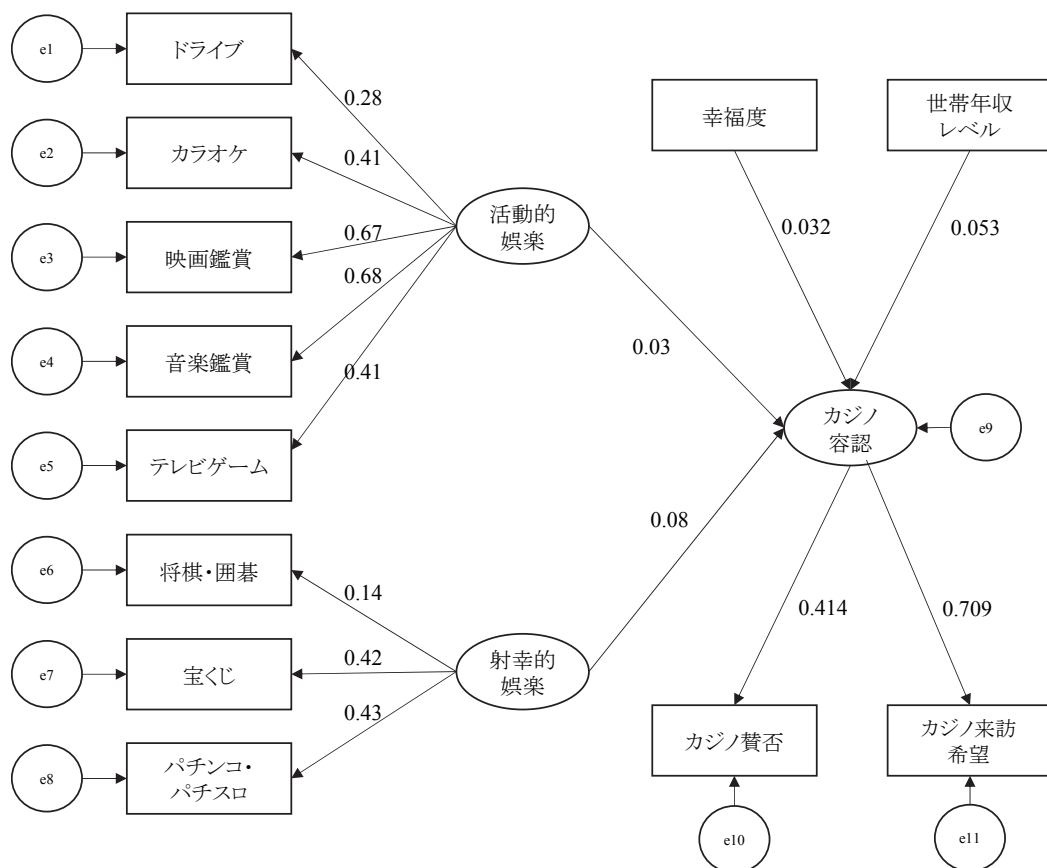 e1
ドライブ
0.28
e2
カラオケ
0.41
e3
映画鑑賞
0.67
e4
音楽鑑賞
0.68
e5
テレビゲーム
0.41
活動的
娯楽
0.03
e6
将棋・囲碁
0.14
e7
宝くじ
0.42
e8
パチンコ・
パチスロ
0.43
射幸的
娯楽
0.08
幸福度
0.032
世帯年収
レベル
0.053
カジノ
容認
e9
0.414
0.709
カジノ賛否
カジノ来訪
希望
e10
e11